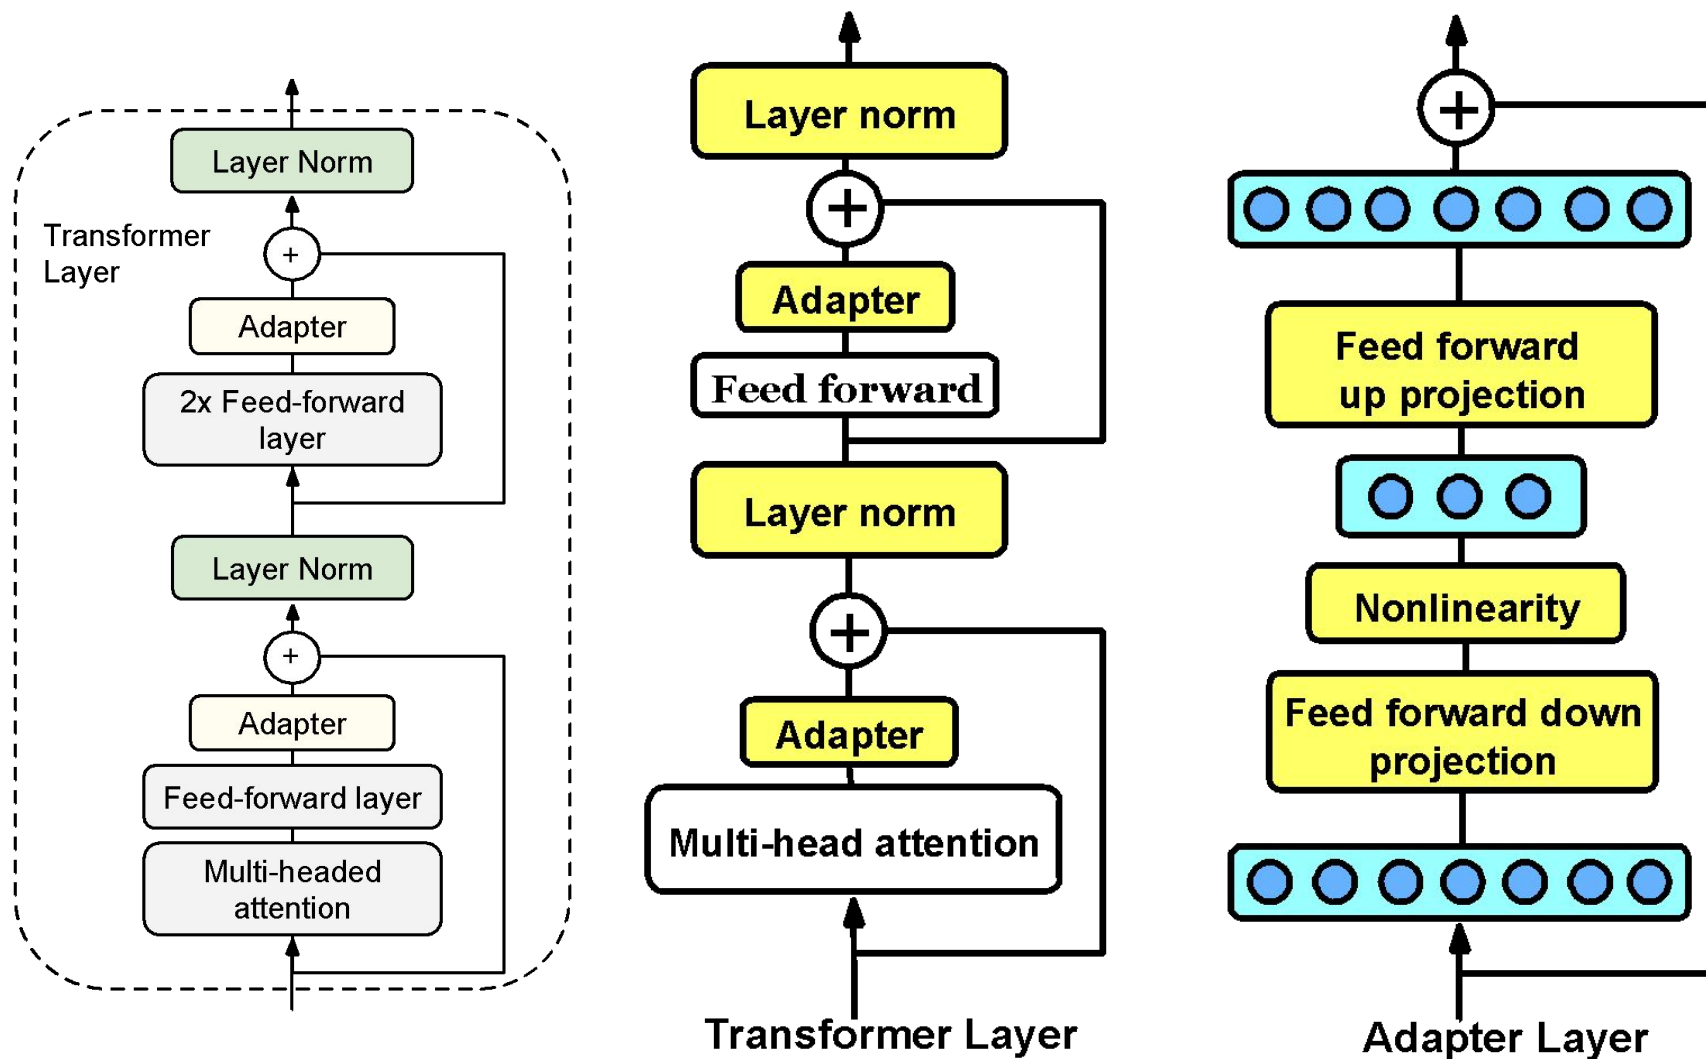 Layer Norm
Transformer
Layer
+
Adapter
2x Feed-forward
layer
Layer Norm
+
Adapter
Feed-forward layer
Multi-headed
attention
Layer norm
+
Adapter
Feed forward
Layer norm
+
Adapter
Multi-head attention
Transformer Layer
+
Feed forward
up projection
Nonlinearity
Feed forward down
projection
Adapter Layer